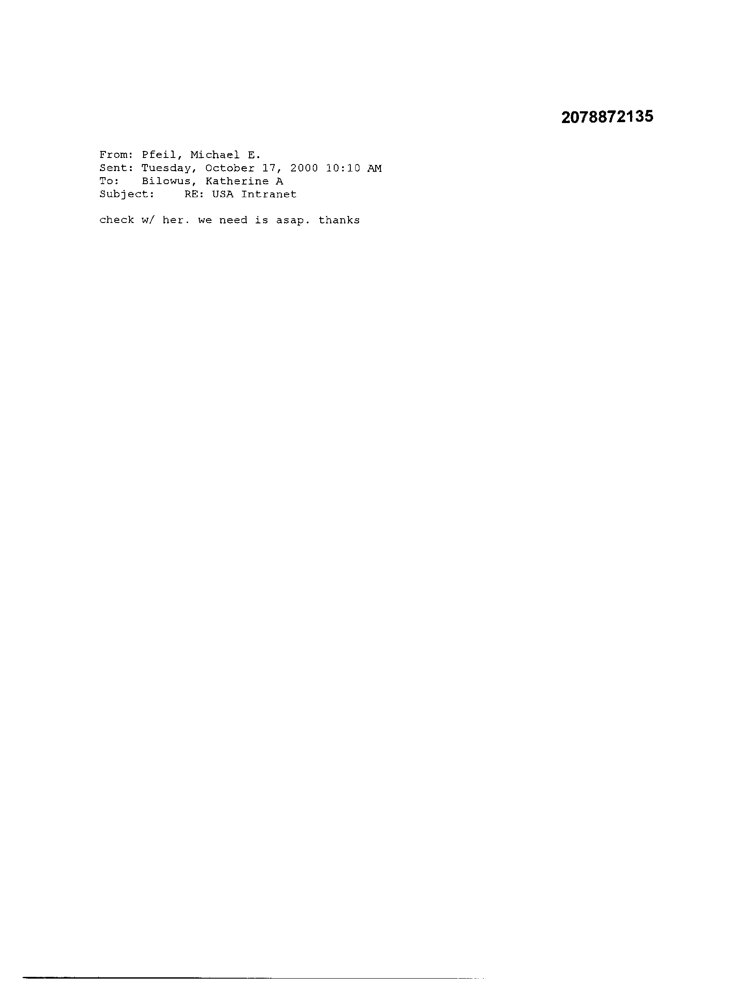 2078872135
From: Pfeil, Michael E.
Sent: Tuesday, October 17, 2000 10:10 AM
To: Bilowus, Katherine A
Subject: RE: USA Intranet
check w/ her. we need is asap. thanks